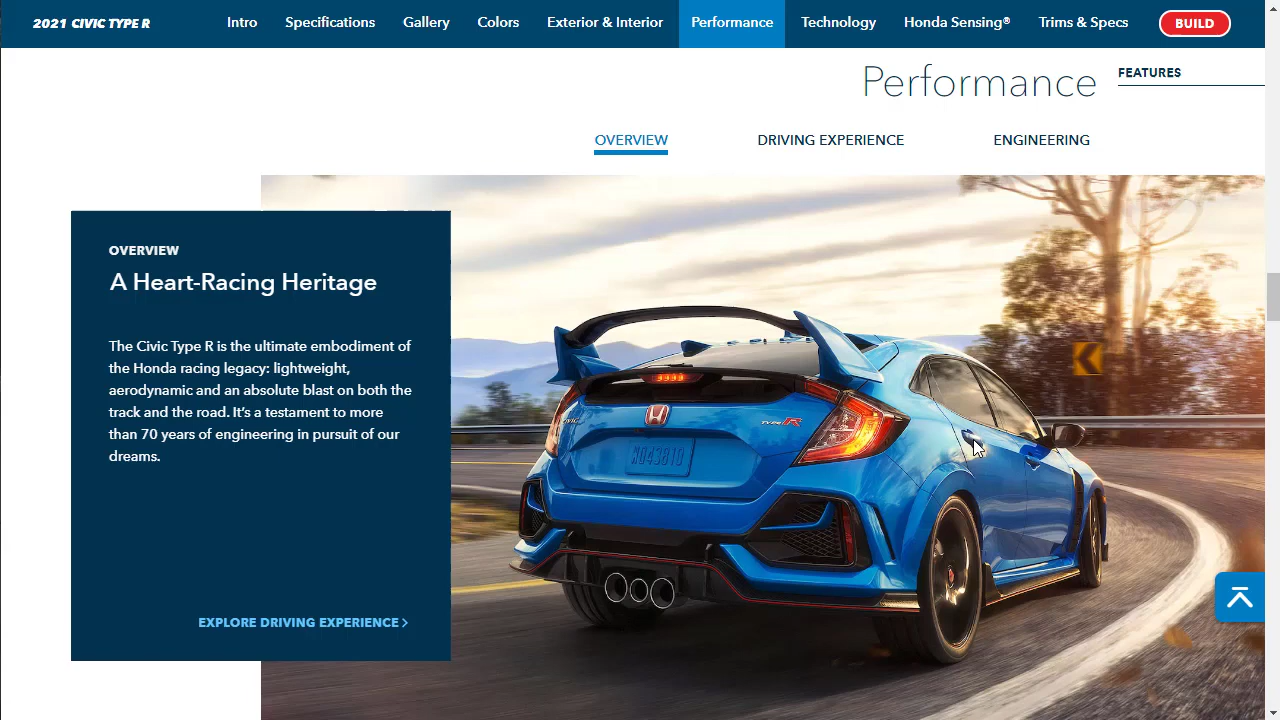 2021 CIVIC TYPE R
Intro
Specifications
Gallery
Colors
Exterior & Interior
Performance
Technology
Honda Sensing®
Trims & Specs
BUILD
Performance
FEATURES
OVERVIEW
DRIVING EXPERIENCE
ENGINEERING
OVERVIEW
A Heart-Racing Heritage
The Civic Type R is the ultimate embodiment of
the Honda racing legacy: lightweight,
aerodynamic and an absolute blast on both the
track and the road. It's a testament to more
than 70 years of engineering in pursuit of our
dreams.
EXPLORE DRIVING EXPERIENCE >
CIVIC
TYPE R